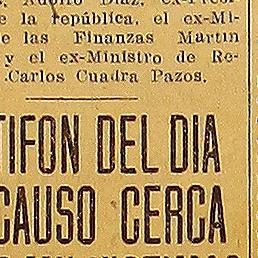 Adolfo Díaz, ex-Presi-
e la república, el ex-Mi-
e las Finanzas Martín
y el ex-Ministro de Re-
Carlos Cuadra Pazos.
TIFON DEL DIA
CAUSO CERCA